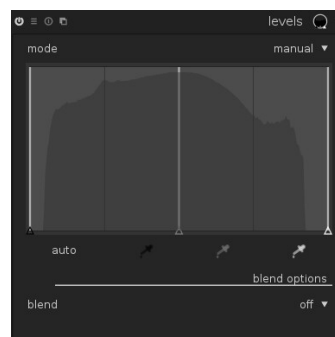 levels
mode manual
auto
blend options
blend off